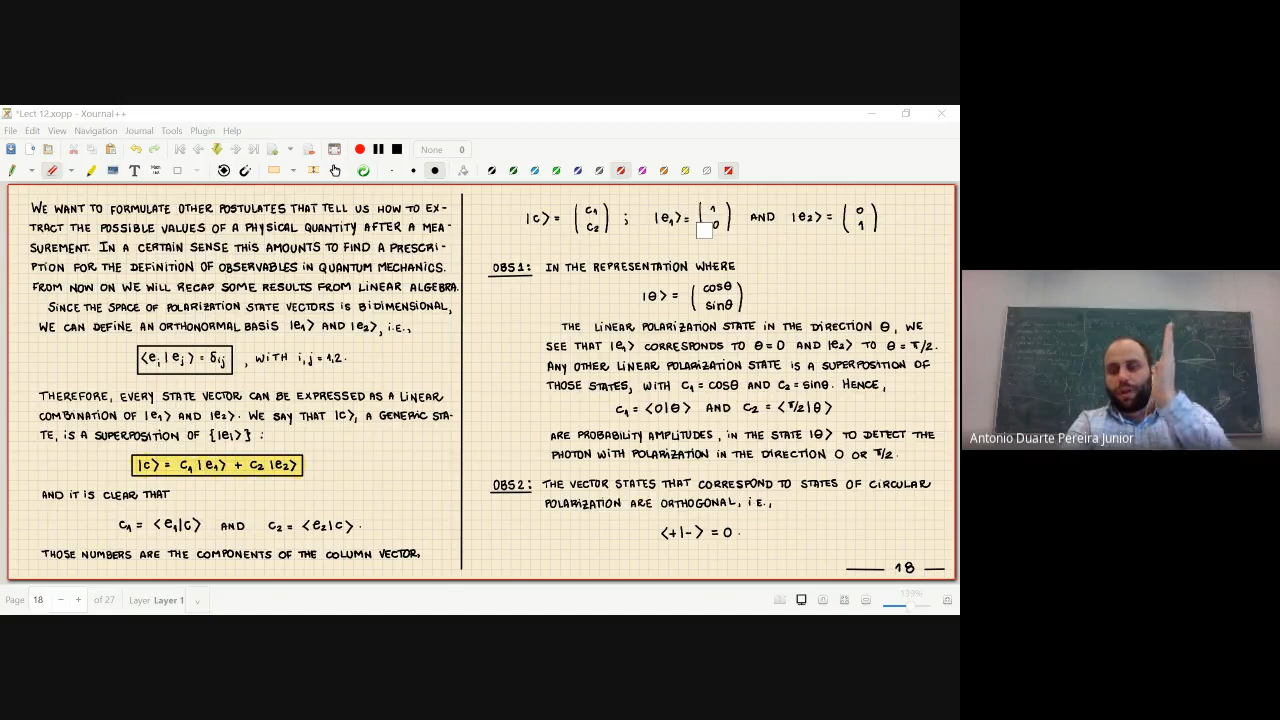 *Lect 12.xopp - Xournal++
File Edit View Navigation Journal Tools Plugin Help
None 0
WE WANT TO FORMULATE OTHER POSTULATES THAT TELL US HOW TO EX-
TRACT THE POSSIBLE VALUES OF A PHYSICAL QUANTITY AFTER A MEA-
SUREMENT. IN A CERTAIN SENSE THIS AMOUNTS TO FIND A PRESCRI-
PTION FOR THE DEFINITION OF OBSERVABLES IN QUANTUM MECHANICS.
FROM NOW ON WE WILL RECAP SOME RESULTS FROM LINEAR ALGEBRA.
SINCE THE SPACE OF POLARIZATION STATE VECTORS IS BIDIMENSIONAL,
WE CAN DEFINE AN ORTHONORMAL BASIS |e₁> AND |e₂>, i.e.,
<eᵢ|eⱼ> = δᵢⱼ , WITH i,j = 1,2.
THEREFORE, EVERY STATE VECTOR CAN BE EXPRESSED AS A LINEAR
COMBINATION OF |e₁> AND |e₂>. WE SAY THAT |c>, A GENERIC STA-
TE, IS A SUPERPOSITION OF {|eᵢ>} :
|c> = c₁|e₁> + c₂|e₂>
AND IT IS CLEAR THAT
c₁ = <e₁|c> AND c₂ = <e₂|c>.
THOSE NUMBERS ARE THE COMPONENTS OF THE COLUMN VECTOR,
|c> = (c₁ c₂) ; |e₁> = (1 0) AND |e₂> = (0 1)
OBS1: IN THE REPRESENTATION WHERE
|θ> = (cosθ sinθ)
THE LINEAR POLARIZATION STATE IN THE DIRECTION θ, WE
SEE THAT |e₁> CORRESPONDS TO θ=0 AND |e₂> TO θ=π/2.
ANY OTHER LINEAR POLARIZATION STATE IS A SUPERPOSITION OF
THOSE STATES, WITH c₁ = cosθ AND c₂ = sinθ. HENCE,
c₁ = <0|θ> AND c₂ = <π/2|θ>
ARE PROBABILITY AMPLITUDES, IN THE STATE |θ> TO DETECT THE
PHOTON WITH POLARIZATION IN THE DIRECTION 0 OR π/2.
OBS2: THE VECTOR STATES THAT CORRESPOND TO STATES OF CIRCULAR
POLARIZATION ARE ORTHOGONAL, i.e.,
<+|-> = 0.
18
Page 18 − + of 27 Layer Layer 1
139%
Antonio Duarte Pereira Junior